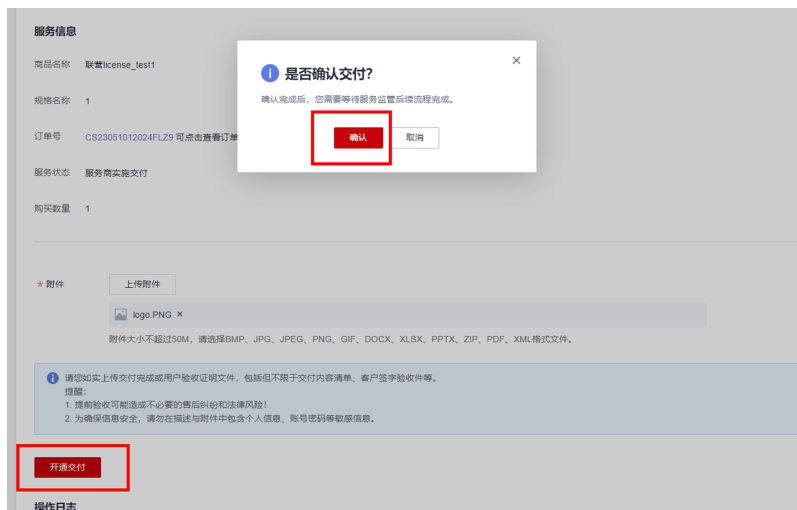 服务信息
是否确认交付?
商品名称 联营license_test1
确认完成后，您需要等待服务监管后续流程完成。
规格名称 1
确认 取消
订单号 CS23051012024FLZ9 可点击查看订单
服务状态 服务商实施交付
购买数量 1
* 附件 上传附件
logo.PNG ×
附件大小不超过50M，请选择BMP、JPG、JPEG、PNG、GIF、DOCX、XLSX、PPTX、ZIP、PDF、XML格式文件。
请您如实上传交付完成或用户验收证明文件，包括但不限于交付内容清单、客户签字验收件等。
提醒：
1. 提前验收可能造成不必要的售后纠纷和法律风险！
2. 为确保信息安全，请勿在描述与附件中包含个人信息、账号密码等敏感信息。
开通交付
操作日志